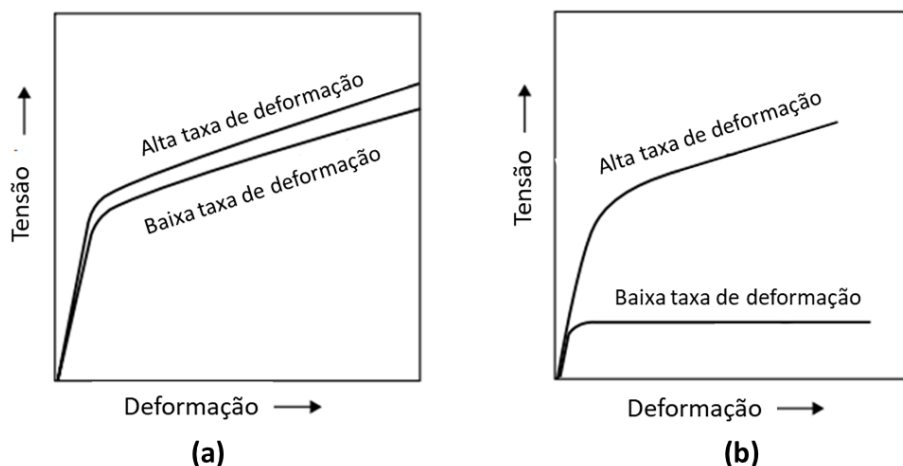 Tensão
Alta taxa de deformação
Baixa taxa de deformação
Deformação
(a)
Tensão
Alta taxa de deformação
Baixa taxa de deformação
Deformação
(b)